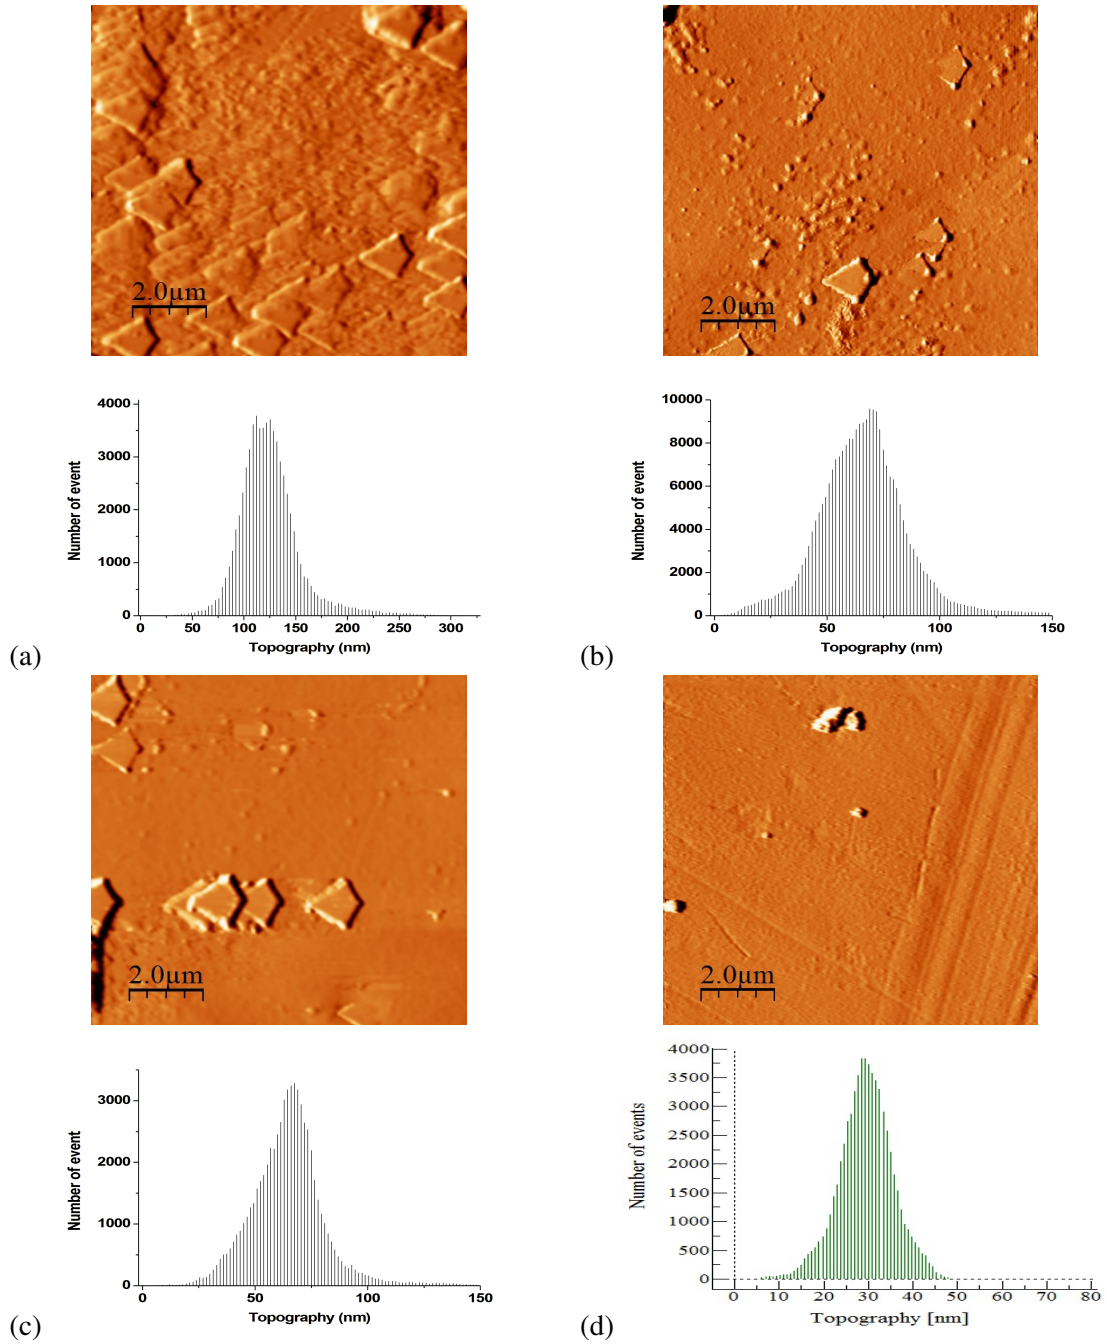 2.0µm
2.0µm
4000
3000
2000
1000
0
Number of event
0 50 100 150 200 250 300
Topography (nm)
(a)
10000
8000
6000
4000
2000
0
Number of event
0 50 100 150
Topography (nm)
(b)
2.0µm
2.0µm
3000
2000
1000
0
Number of event
0 50 100 150
Topography (nm)
(c)
4000
3500
3000
2500
2000
1500
1000
500
0
Number of events
0 10 20 30 40 50 60 70 80
Topography [nm]
(d)